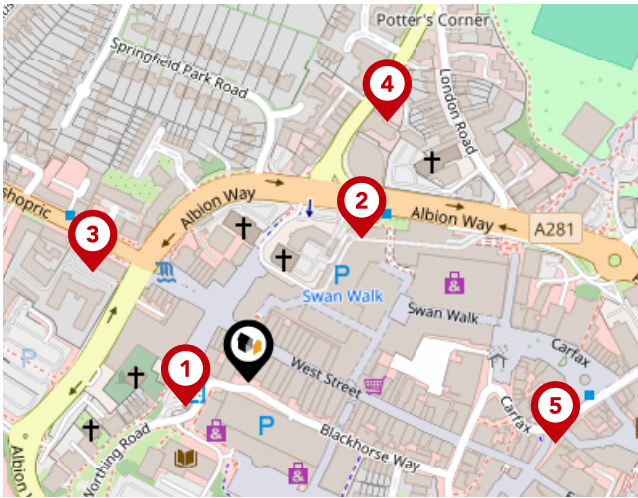 Potter's Corner
Springfield Park Road
London Road
4
shopric
Albion Way
2
Albion Way
A281
3
P
Swan Walk
Swan Walk
P
Carfax
West Street
1
Carfax
5
P
Blackhorse Way
Worthing Road
Albion W